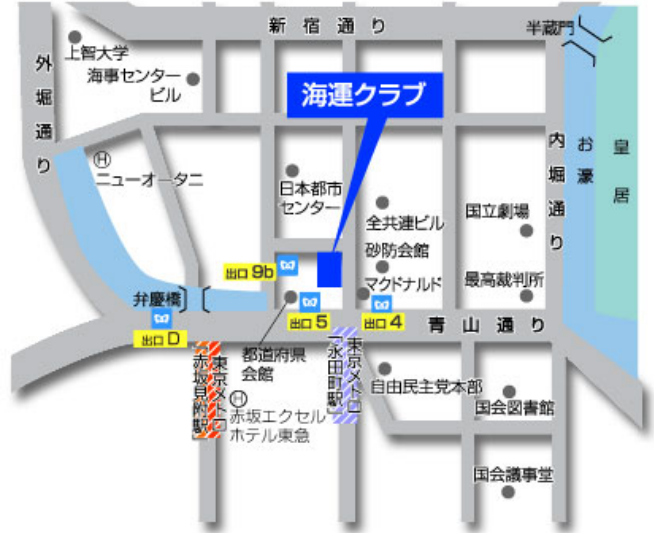 新宿通り
半蔵門
上智大学
海事センター
ビル
外堀通り
海運クラブ
内堀通り
お濠
皇居
H
ニューオータニ
日本都市
センター
全共連ビル
国立劇場
砂防会館
出口 9b
マクドナルド
最高裁判所
弁慶橋
出口 5
出口 4
青山通り
出口 D
都道府県
会館
東京メトロ
「赤坂見附駅」
東京メトロ
「永田町駅」
自由民主党本部
H
赤坂エクセル
ホテル東急
国会図書館
国会議事堂